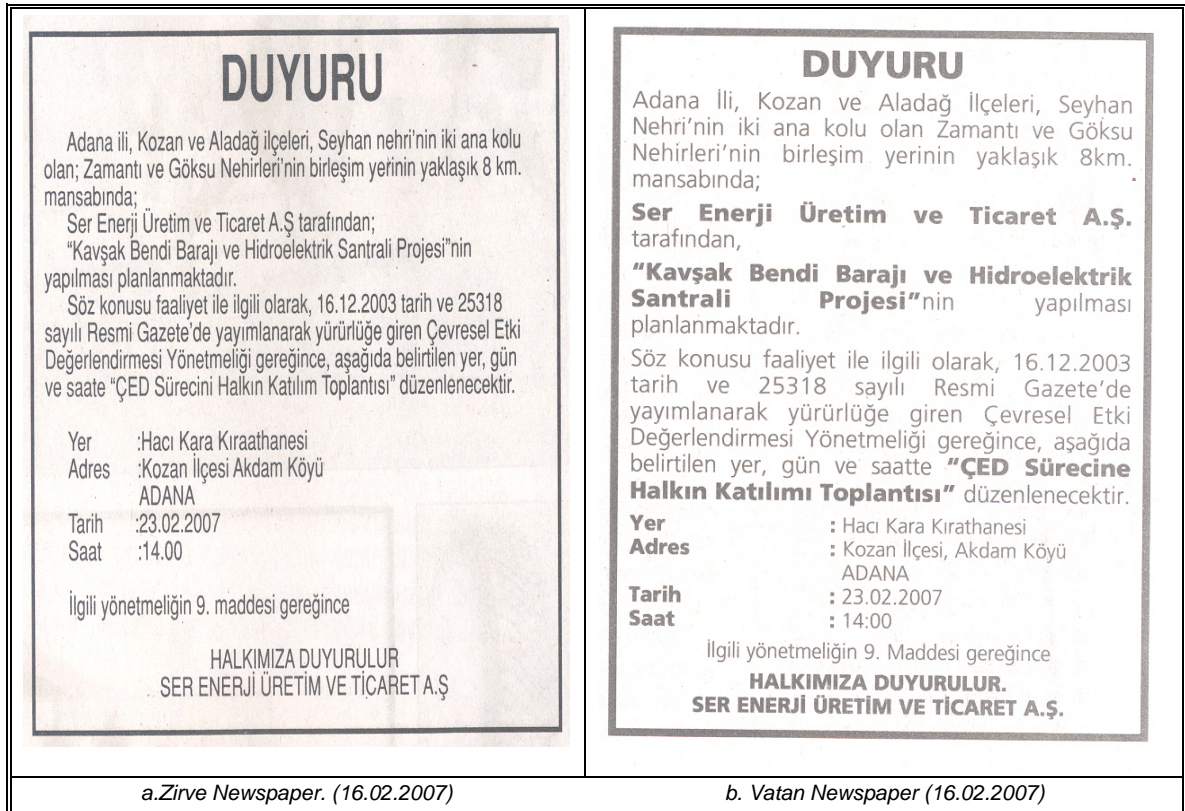 DUYURU
Adana ili, Kozan ve Aladağ ilçeleri, Seyhan nehri'nin iki ana kolu
olan; Zamantı ve Göksu Nehirleri'nin birleşim yerinin yaklaşık 8 km.
mansabında;
Ser Enerji Üretim ve Ticaret A.Ş tarafından;
“Kavşak Bendi Barajı ve Hidroelektrik Santrali Projesi”nin
yapılması planlanmaktadır.
Söz konusu faaliyet ile ilgili olarak, 16.12.2003 tarih ve 25318
sayılı Resmi Gazete'de yayımlanarak yürürlüğe giren Çevresel Etki
Değerlendirmesi Yönetmeliği gereğince, aşağıda belirtilen yer, gün
ve saate “ÇED Sürecini Halkın Katılım Toplantısı” düzenlenecektir.
Yer :Hacı Kara Kıraathanesi
Adres :Kozan İlçesi Akdam Köyü
ADANA
Tarih :23.02.2007
Saat :14.00
İlgili yönetmeliğin 9. maddesi gereğince
HALKIMIZA DUYURULUR
SER ENERJİ ÜRETİM VE TİCARET A.Ş
a.Zirve Newspaper. (16.02.2007)
DUYURU
Adana İli, Kozan ve Aladağ İlçeleri, Seyhan
Nehri'nin iki ana kolu olan Zamantı ve Göksu
Nehirleri'nin birleşim yerinin yaklaşık 8km.
mansabında;
Ser Enerji Üretim ve Ticaret A.Ş.
tarafından,
“Kavşak Bendi Barajı ve Hidroelektrik
Santrali Projesi”nin yapılması
planlanmaktadır.
Söz konusu faaliyet ile ilgili olarak, 16.12.2003
tarih ve 25318 sayılı Resmi Gazete'de
yayımlanarak yürürlüğe giren Çevresel Etki
Değerlendirmesi Yönetmeliği gereğince, aşağıda
belirtilen yer, gün ve saatte “ÇED Sürecine
Halkın Katılımı Toplantısı” düzenlenecektir.
Yer : Hacı Kara Kırathanesi
Adres : Kozan İlçesi, Akdam Köyü
ADANA
Tarih : 23.02.2007
Saat : 14:00
İlgili yönetmeliğin 9. Maddesi gereğince
HALKIMIZA DUYURULUR.
SER ENERJİ ÜRETİM VE TİCARET A.Ş.
b. Vatan Newspaper (16.02.2007)